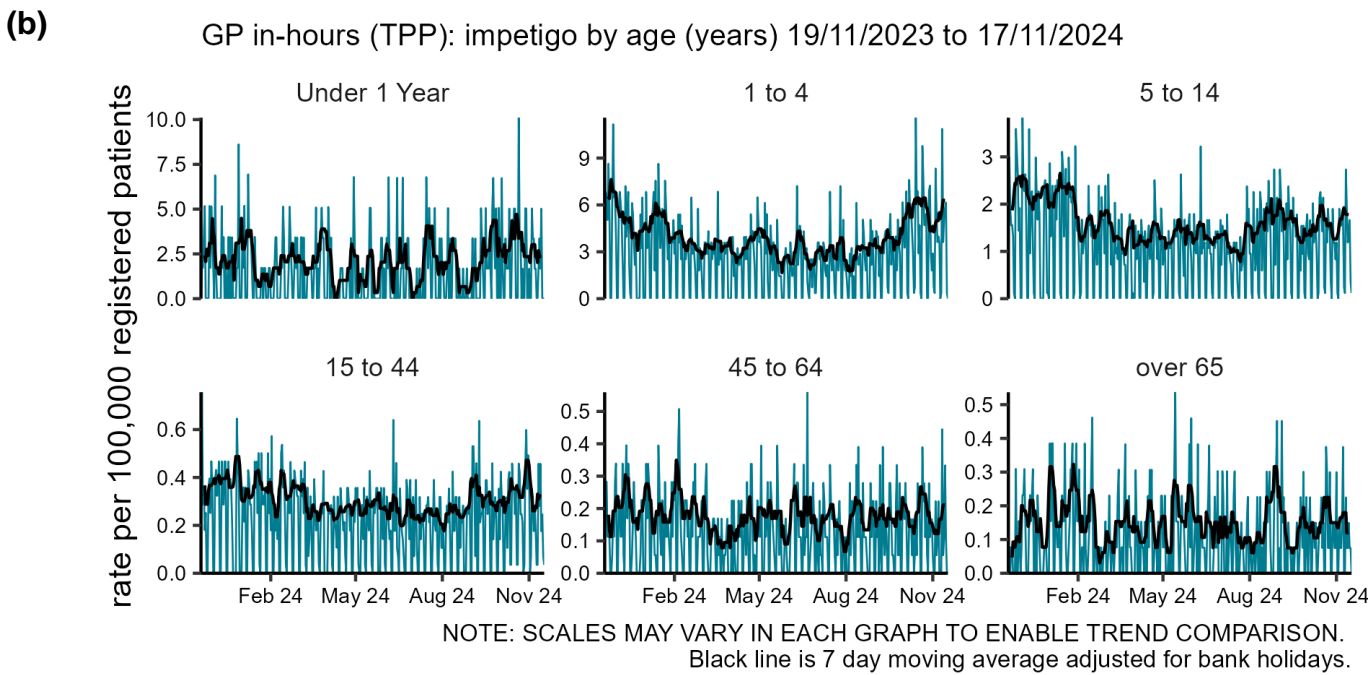 (b)
GP in-hours (TPP): impetigo by age (years) 19/11/2023 to 17/11/2024
rate per 100,000 registered patients
Under 1 Year
10.0
7.5
5.0
2.5
0.0
1 to 4
9
6
3
0
5 to 14
3
2
1
0
15 to 44
0.6
0.4
0.2
0.0
Feb 24 May 24 Aug 24 Nov 24
45 to 64
0.5
0.4
0.3
0.2
0.1
0.0
Feb 24 May 24 Aug 24 Nov 24
over 65
0.5
0.4
0.3
0.2
0.1
0.0
Feb 24 May 24 Aug 24 Nov 24
NOTE: SCALES MAY VARY IN EACH GRAPH TO ENABLE TREND COMPARISON.
Black line is 7 day moving average adjusted for bank holidays.